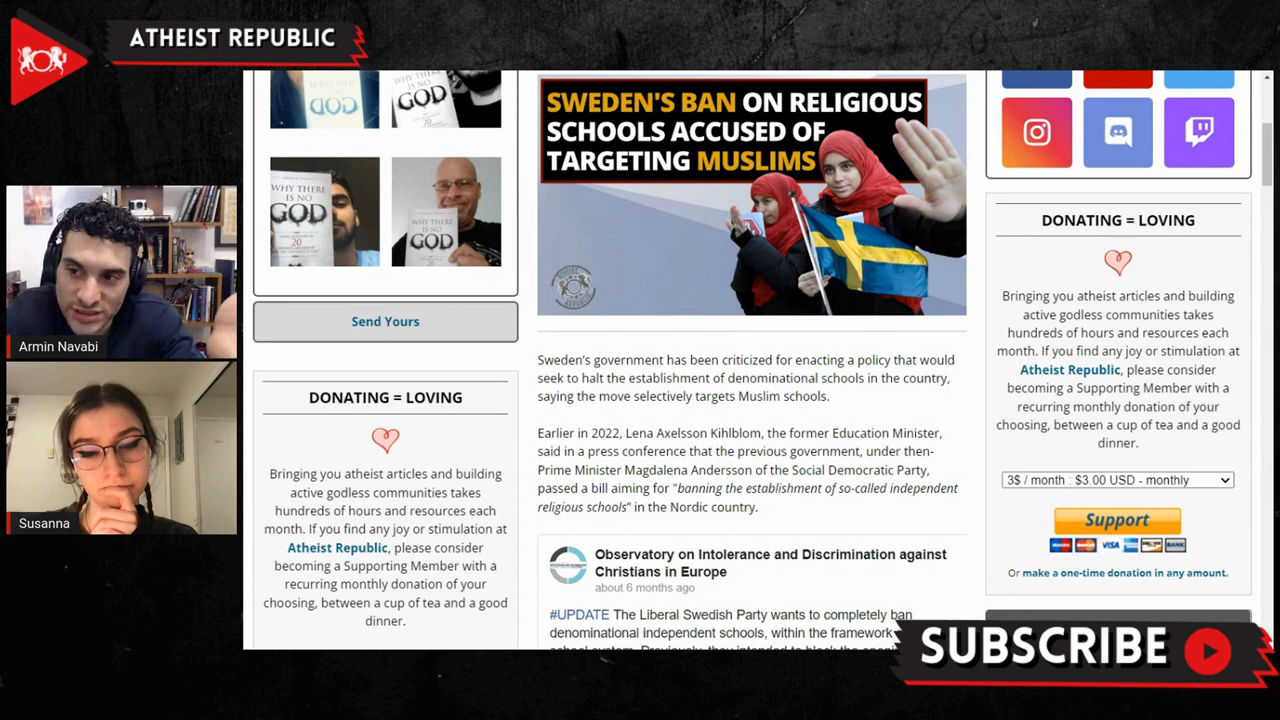 ATHEIST REPUBLIC
WHY THERE
IS NO
GOD
WHY THERE IS NO
GOD
20
WHY THERE
IS NO
GOD
Send Yours
DONATING = LOVING
Bringing you atheist articles and building
active godless communities takes
hundreds of hours and resources each
month. If you find any joy or stimulation at
Atheist Republic, please consider
becoming a Supporting Member with a
recurring monthly donation of your
choosing, between a cup of tea and a good
dinner.
SWEDEN'S BAN ON RELIGIOUS
SCHOOLS ACCUSED OF
TARGETING MUSLIMS
Sweden's government has been criticized for enacting a policy that would
seek to halt the establishment of denominational schools in the country,
saying the move selectively targets Muslim schools.
Earlier in 2022, Lena Axelsson Kihlblom, the former Education Minister,
said in a press conference that the previous government, under then-
Prime Minister Magdalena Andersson of the Social Democratic Party,
passed a bill aiming for "banning the establishment of so-called independent
religious schools" in the Nordic country.
Observatory on Intolerance and Discrimination against
Christians in Europe
about 6 months ago
#UPDATE The Liberal Swedish Party wants to completely ban
denominational independent schools, within the framework
DONATING = LOVING
Bringing you atheist articles and building
active godless communities takes
hundreds of hours and resources each
month. If you find any joy or stimulation at
Atheist Republic, please consider
becoming a Supporting Member with a
recurring monthly donation of your
choosing, between a cup of tea and a good
dinner.
3$ / month : $3.00 USD - monthly
Support
VISA
BANK
Or make a one-time donation in any amount.
Armin Navabi
Susanna
SUBSCRIBE